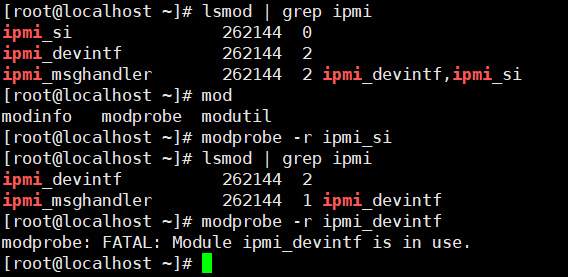 [root@localhost ~]# lsmod | grep ipmi
ipmi_si 262144 0
ipmi_devintf 262144 2
ipmi_msghandler 262144 2 ipmi_devintf,ipmi_si
[root@localhost ~]# mod
modinfo modprobe modutil
[root@localhost ~]# modprobe -r ipmi_si
[root@localhost ~]# lsmod | grep ipmi
ipmi_devintf 262144 2
ipmi_msghandler 262144 1 ipmi_devintf
[root@localhost ~]# modprobe -r ipmi_devintf
modprobe: FATAL: Module ipmi_devintf is in use.
[root@localhost ~]#